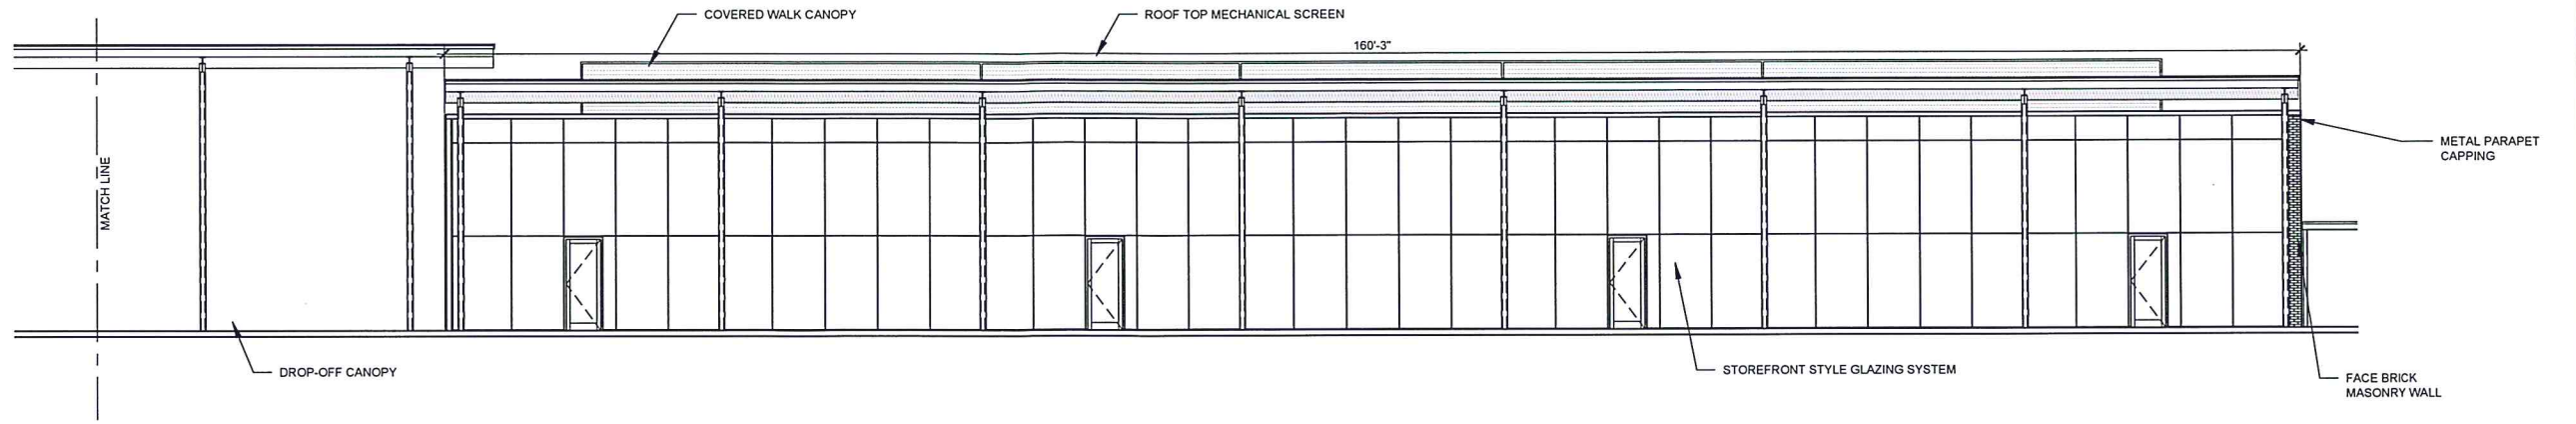 COVERED WALK CANOPY
ROOF TOP MECHANICAL SCREEN
160'-3"
MATCH LINE
METAL PARAPET
CAPPING
DROP-OFF CANOPY
STOREFRONT STYLE GLAZING SYSTEM
FACE BRICK
MASONRY WALL